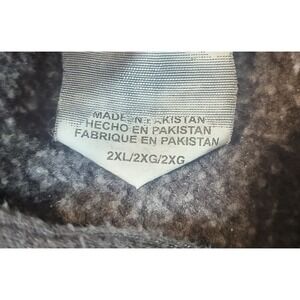 MADE IN PAKISTAN
HECHO EN PAKISTAN
FABRIQUE EN PAKISTAN
2XL/2XG/2XG